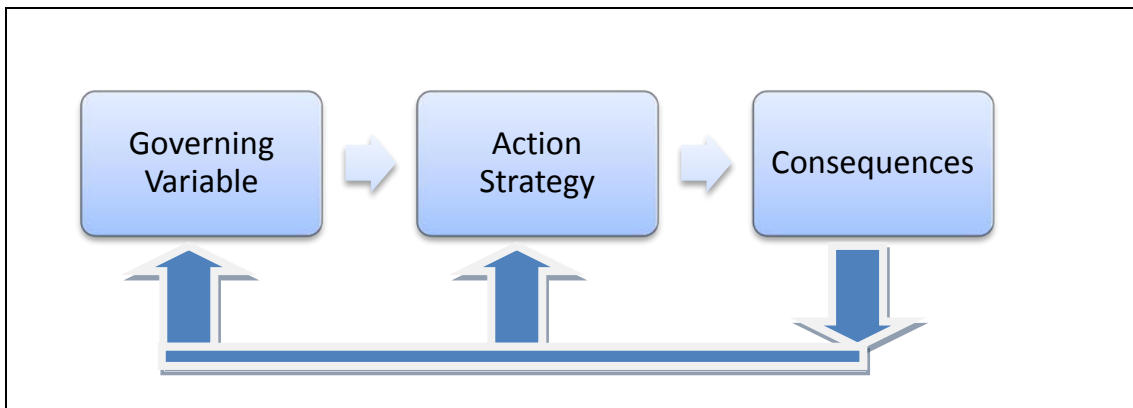 Governing
Variable
Action
Strategy
Consequences